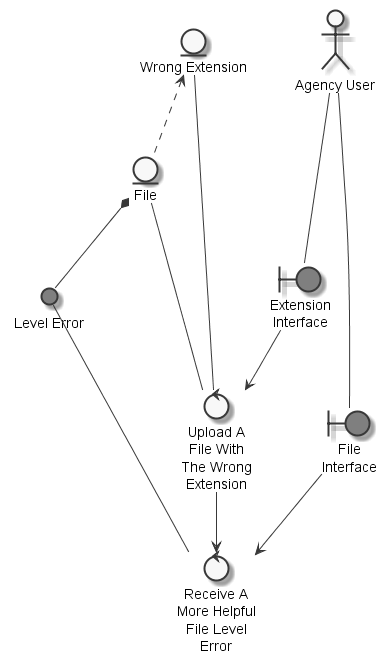 Wrong Extension
Agency User
File
Level Error
Extension
Interface
Upload A
File With
The Wrong
Extension
File
Interface
Receive A
More Helpful
File Level
Error